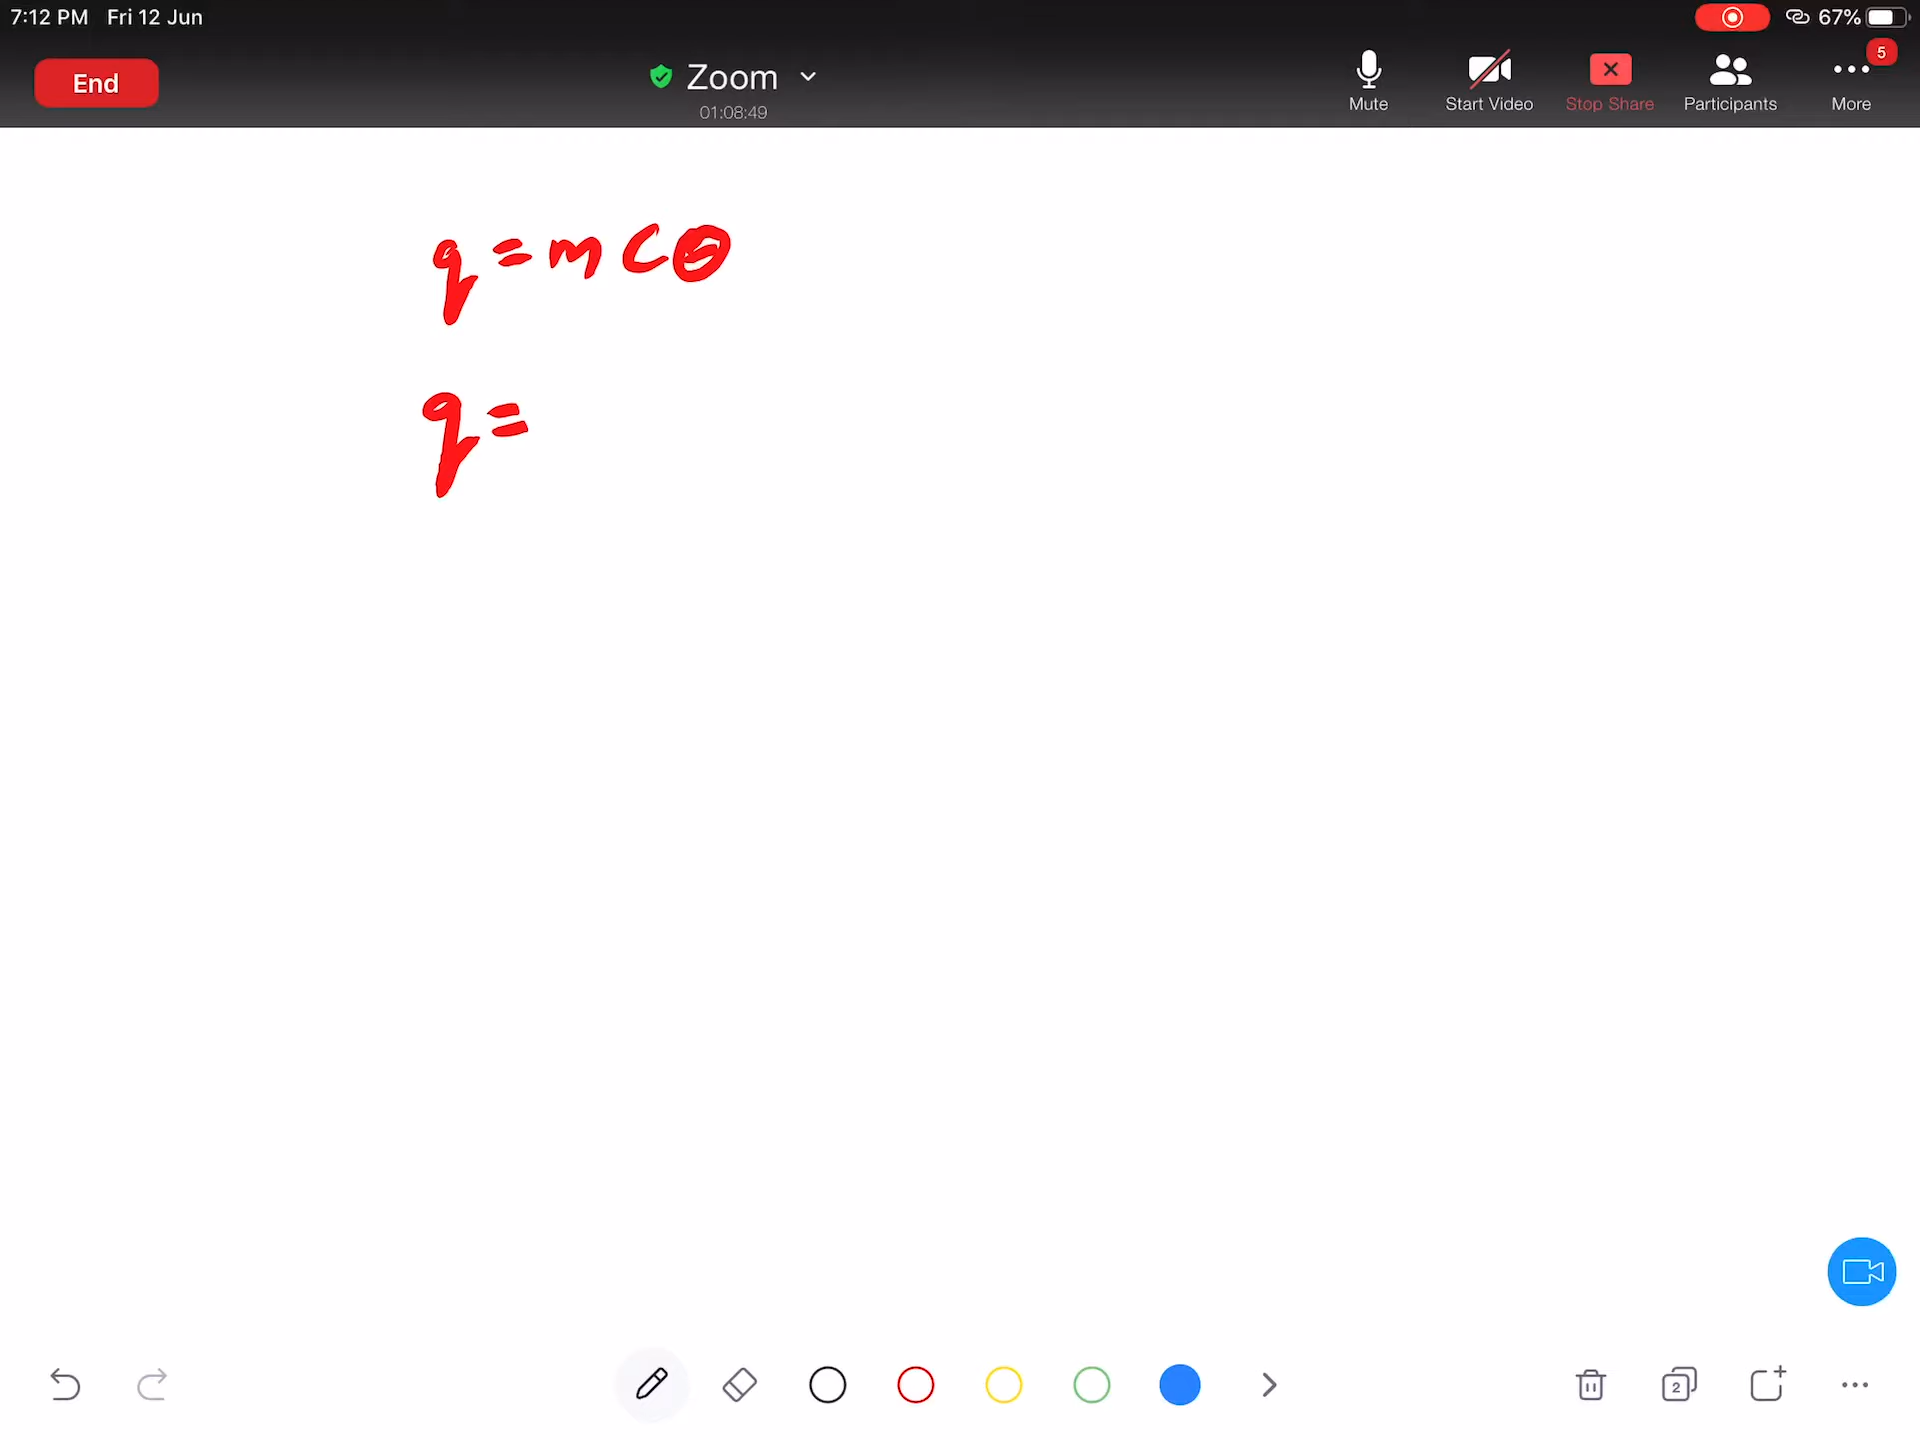 7:12 PM Fri 12 Jun
67%
End
Zoom
01:08:49
Mute
Start Video
Stop Share
Participants
More
5
q = m c θ
q =
2